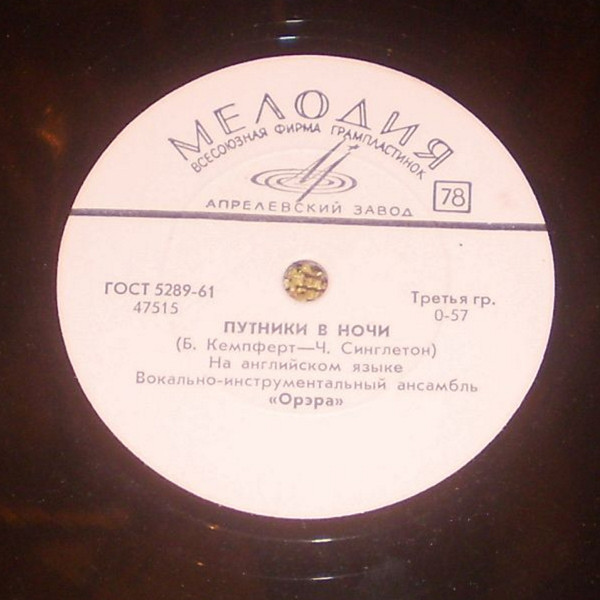 МЕЛОДИЯ
ВСЕСОЮЗНАЯ ФИРМА ГРАМПЛАСТИНОК
АПРЕЛЕВСКИЙ ЗАВОД
78
ГОСТ 5289-61
47515
Третья гр.
0-57
ПУТНИКИ В НОЧИ
(Б. Кемпферт—Ч. Синглетон)
На английском языке
Вокально-инструментальный ансамбль
«Орэра»